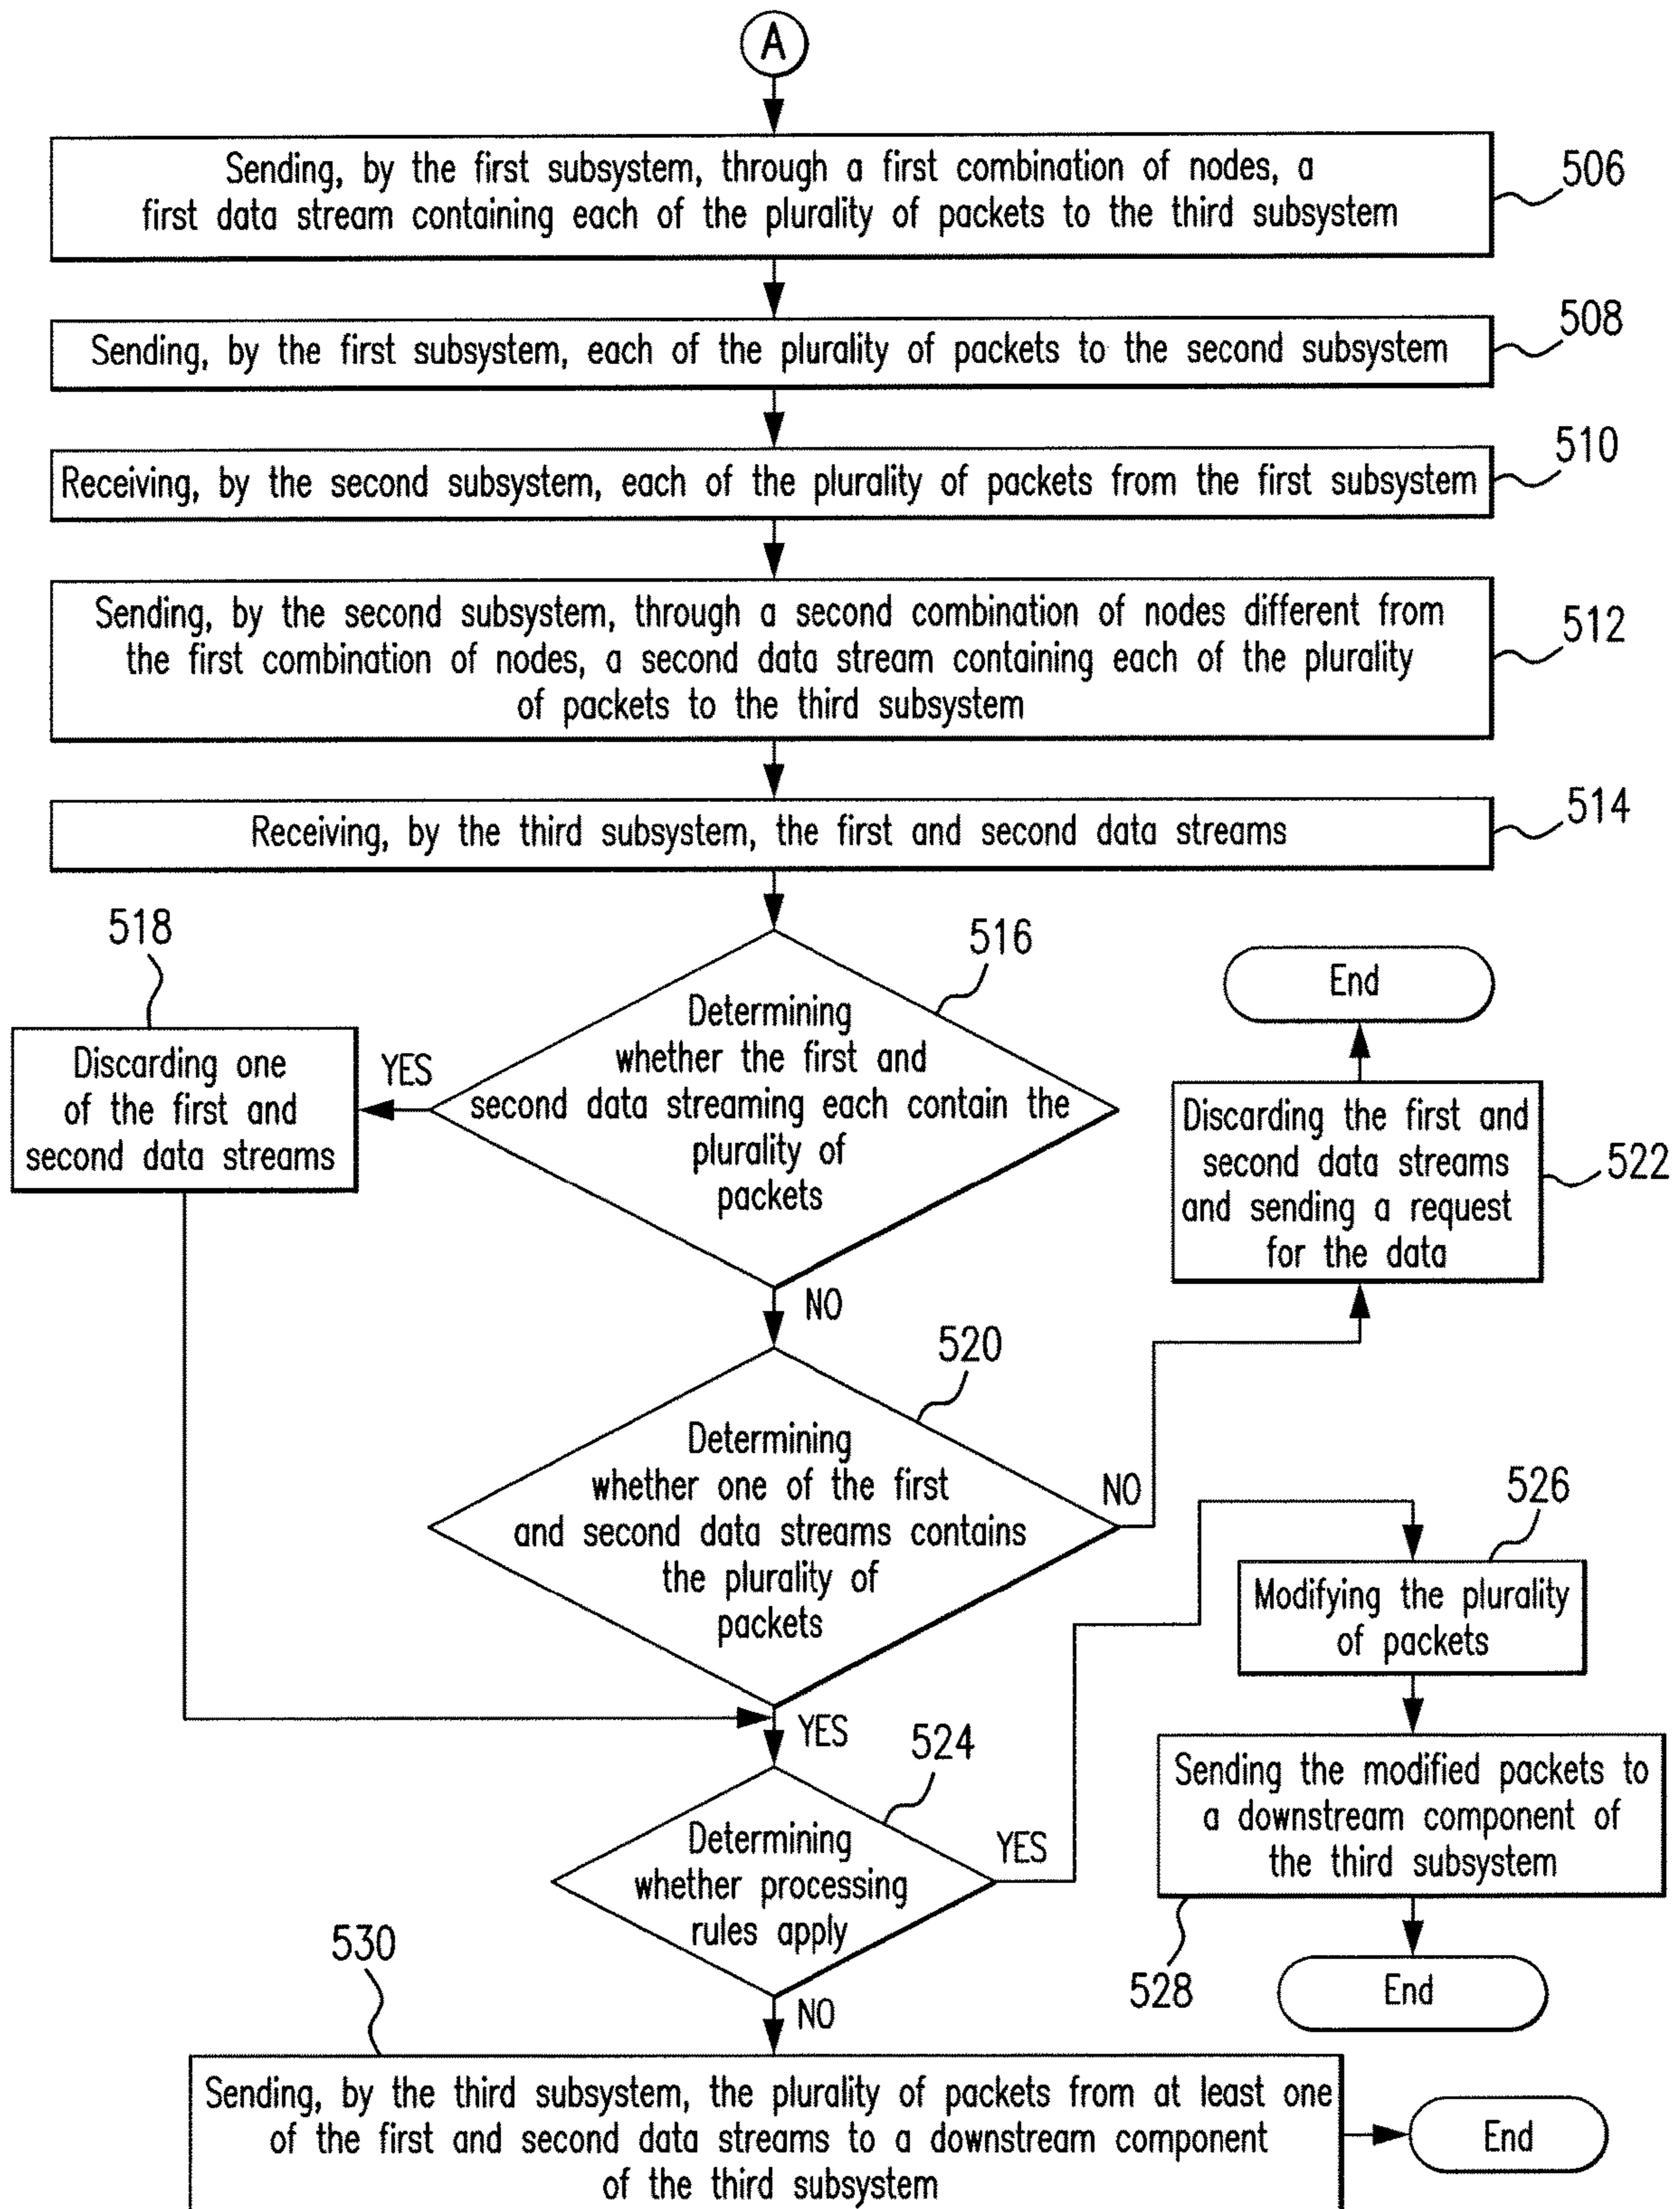 A
Sending, by the first subsystem, through a first combination of nodes, a
first data stream containing each of the plurality of packets to the third subsystem
506
Sending, by the first subsystem, each of the plurality of packets to the second subsystem
508
Receiving, by the second subsystem, each of the plurality of packets from the first subsystem
510
Sending, by the second subsystem, through a second combination of nodes different from
the first combination of nodes, a second data stream containing each of the plurality
of packets to the third subsystem
512
Receiving, by the third subsystem, the first and second data streams
514
518
Discarding one
of the first and
second data streams
YES
516
Determining
whether the first and
second data streaming each contain the
plurality of
packets
NO
End
Discarding the first and
second data streams
and sending a request
for the data
522
520
Determining
whether one of the first
and second data streams contains
the plurality of
packets
NO
YES
526
Modifying the plurality
of packets
524
Determining
whether processing
rules apply
YES
NO
Sending the modified packets to
a downstream component of
the third subsystem
528
End
530
Sending, by the third subsystem, the plurality of packets from at least one
of the first and second data streams to a downstream component
of the third subsystem
End